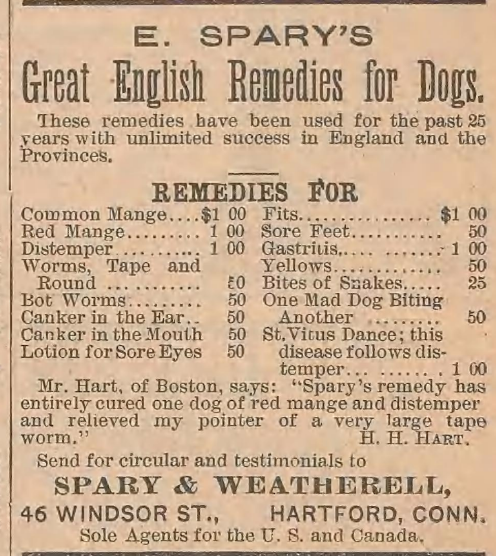 E. SPARY'S
Great English Remedies for Dogs.
These remedies have been used for the past 25
years with unlimited success in England and the
Provinces.
REMEDIES FOR
Common Mange....$1 00
Red Mange......... 1 00
Distemper .......... 1 00
Worms, Tape and
Round ........... 50
Bot Worms......... 50
Canker in the Ear.. 50
Canker in the Mouth 50
Lotion for Sore Eyes 50
Fits................ $1 00
Sore Feet........... 50
Gastritis,........... 1 00
Yellows............ 50
Bites of Snakes..... 25
One Mad Dog Biting
Another ......... 50
St. Vitus Dance; this
disease follows dis-
temper... ....... . 1 00
Mr. Hart, of Boston, says: "Spary's remedy has
entirely cured one dog of red mange and distemper
and relieved my pointer of a very large tape
worm." H. H. HART.
Send for circular and testimonials to
SPARY & WEATHERELL,
46 WINDSOR ST., HARTFORD, CONN.
Sole Agents for the U. S. and Canada.